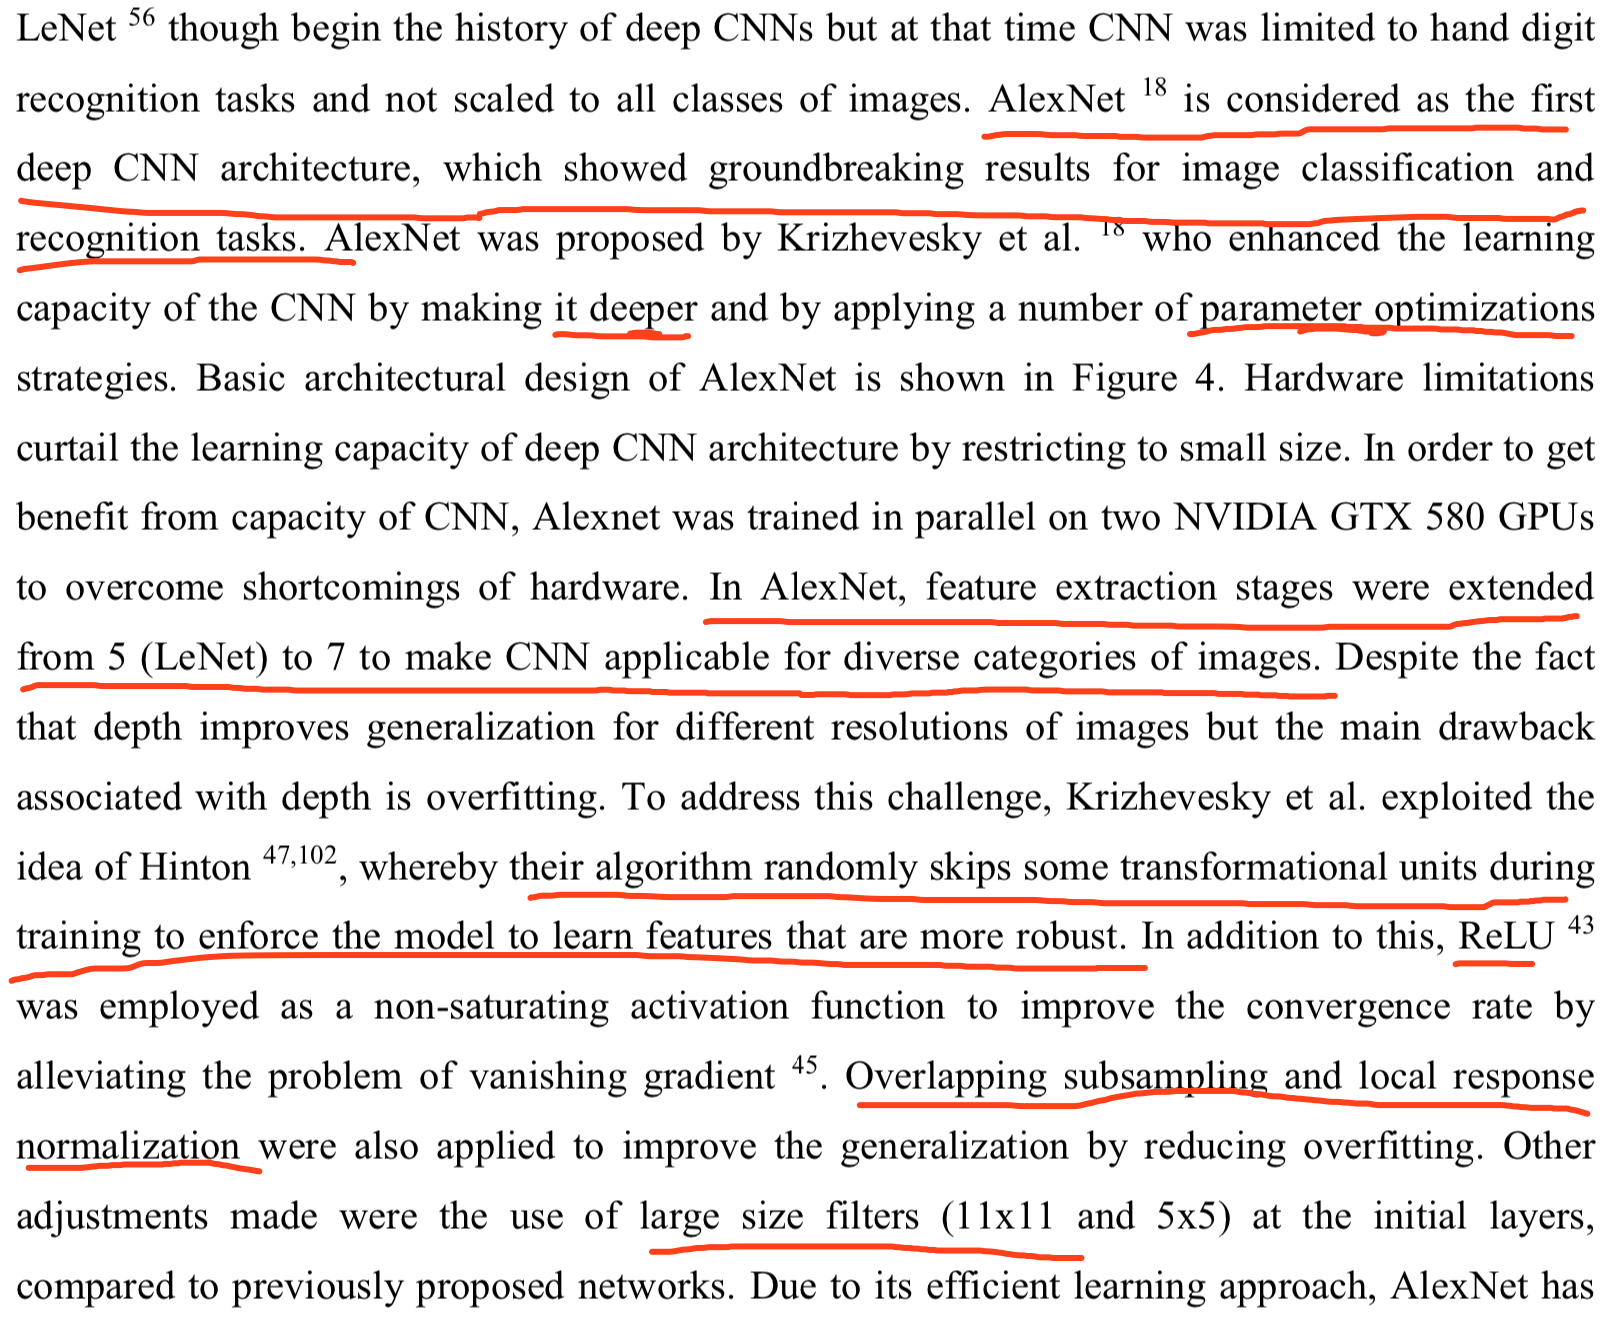 LeNet 56 though begin the history of deep CNNs but at that time CNN was limited to hand digit
recognition tasks and not scaled to all classes of images. AlexNet 18 is considered as the first
deep CNN architecture, which showed groundbreaking results for image classification and
recognition tasks. AlexNet was proposed by Krizhevesky et al. 18 who enhanced the learning
capacity of the CNN by making it deeper and by applying a number of parameter optimizations
strategies. Basic architectural design of AlexNet is shown in Figure 4. Hardware limitations
curtail the learning capacity of deep CNN architecture by restricting to small size. In order to get
benefit from capacity of CNN, Alexnet was trained in parallel on two NVIDIA GTX 580 GPUs
to overcome shortcomings of hardware. In AlexNet, feature extraction stages were extended
from 5 (LeNet) to 7 to make CNN applicable for diverse categories of images. Despite the fact
that depth improves generalization for different resolutions of images but the main drawback
associated with depth is overfitting. To address this challenge, Krizhevesky et al. exploited the
idea of Hinton 47,102, whereby their algorithm randomly skips some transformational units during
training to enforce the model to learn features that are more robust. In addition to this, ReLU 43
was employed as a non-saturating activation function to improve the convergence rate by
alleviating the problem of vanishing gradient 45. Overlapping subsampling and local response
normalization were also applied to improve the generalization by reducing overfitting. Other
adjustments made were the use of large size filters (11x11 and 5x5) at the initial layers,
compared to previously proposed networks. Due to its efficient learning approach, AlexNet has